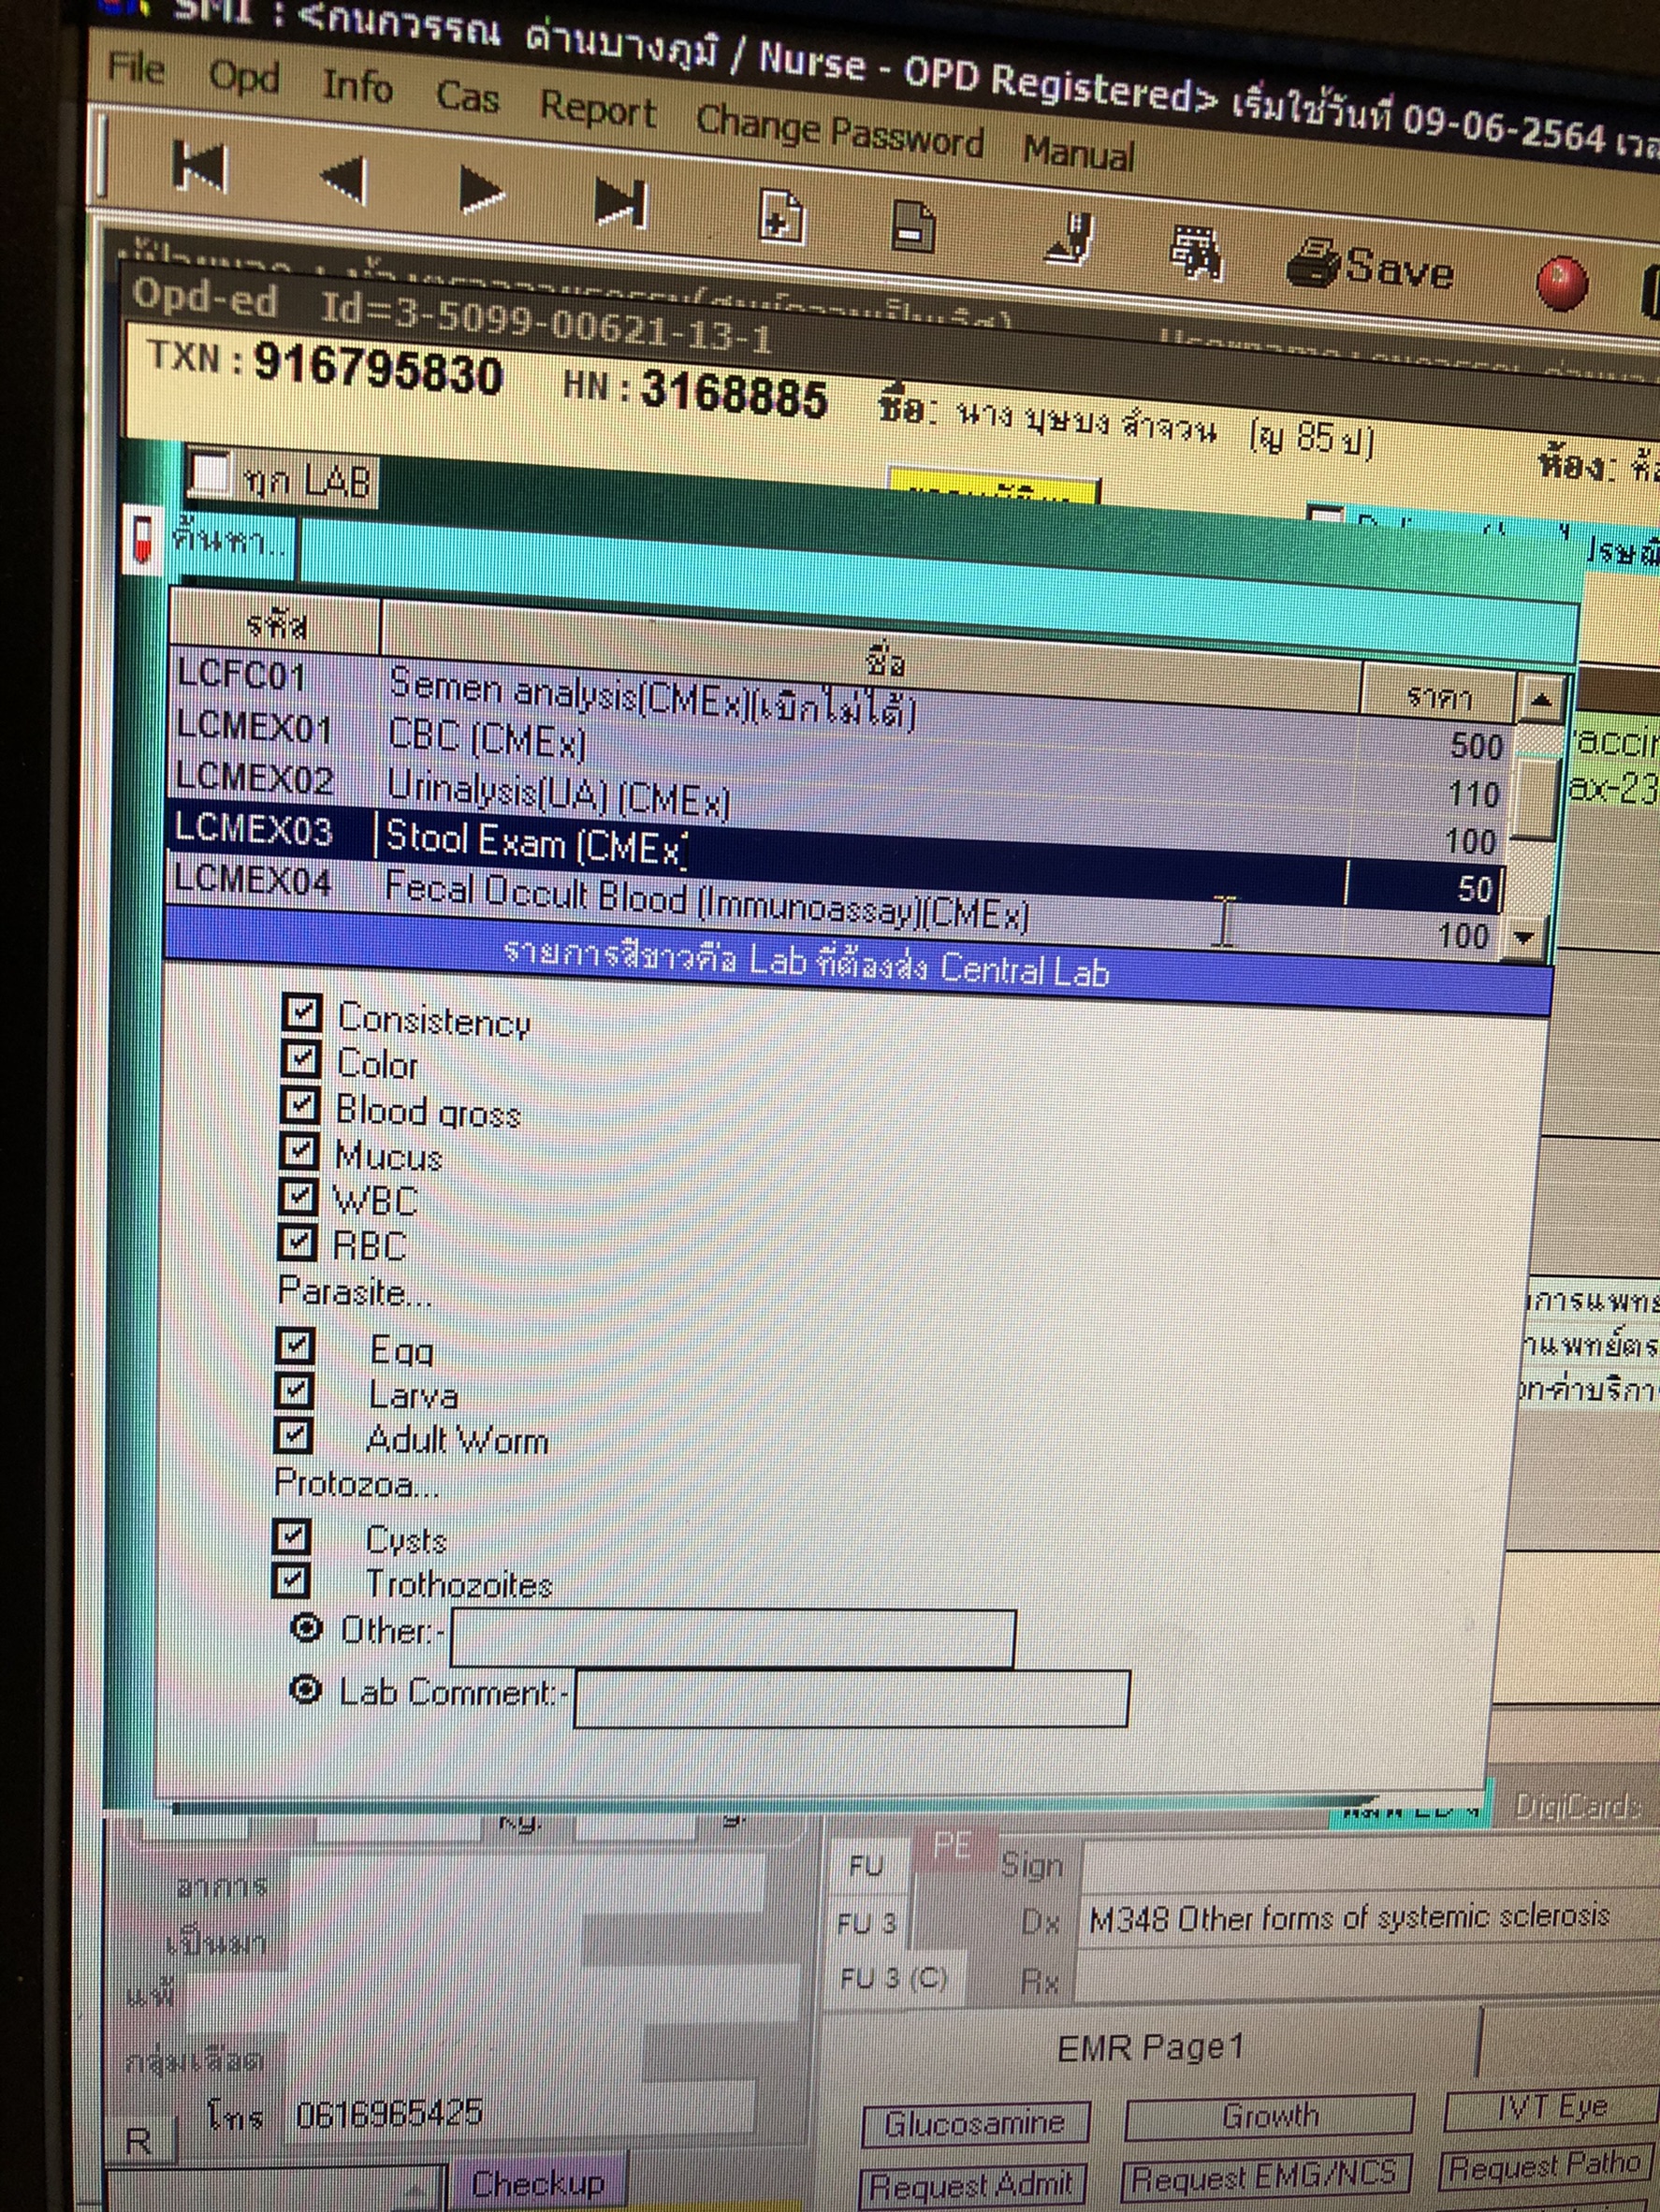 SMI : <กนกวรรณ ด่านบางภูมิ / Nurse - OPD Registered> เริ่มใช้วันที่ 09-06-2564
File Opd Info Cas Report Change Password Manual
Save
Opd-ed Id=3-5099-00621-13-1
TXN : 916795830 HN : 3168885 ชื่อ: นาง บุษบง ลำจวน (ญ 85 ป) ห้อง:
ทุก LAB
ค้นหา..
รหัส ชื่อ ราคา
LCFC01 Semen analysis(CMEx)(เบิกไม่ได้) 500
LCMEX01 CBC (CMEx) 110
LCMEX02 Urinalysis(UA) (CMEx) 100
LCMEX03 Stool Exam (CMEx) 50
LCMEX04 Fecal Occult Blood (Immunoassay)(CMEx) 100
รายการสีขาวคือ Lab ที่ต้องส่ง Central Lab
Consistency
Color
Blood gross
Mucus
WBC
RBC
Parasite...
Egg
Larva
Adult Worm
Protozoa...
Cysts
Trothozoites
Other:-
Lab Comment:-
DigiCards
FU PE Sign
อาการ
FU 3 Dx M348 Other forms of systemic sclerosis
เป็นมา
FU 3 (C) Rx
แพ้
กลุ่มเลือด
EMR Page1
โทร 0616965425
R
Glucosamine Growth IVT Eye
Checkup
Request Admit Request EMG/NCS Request Patho